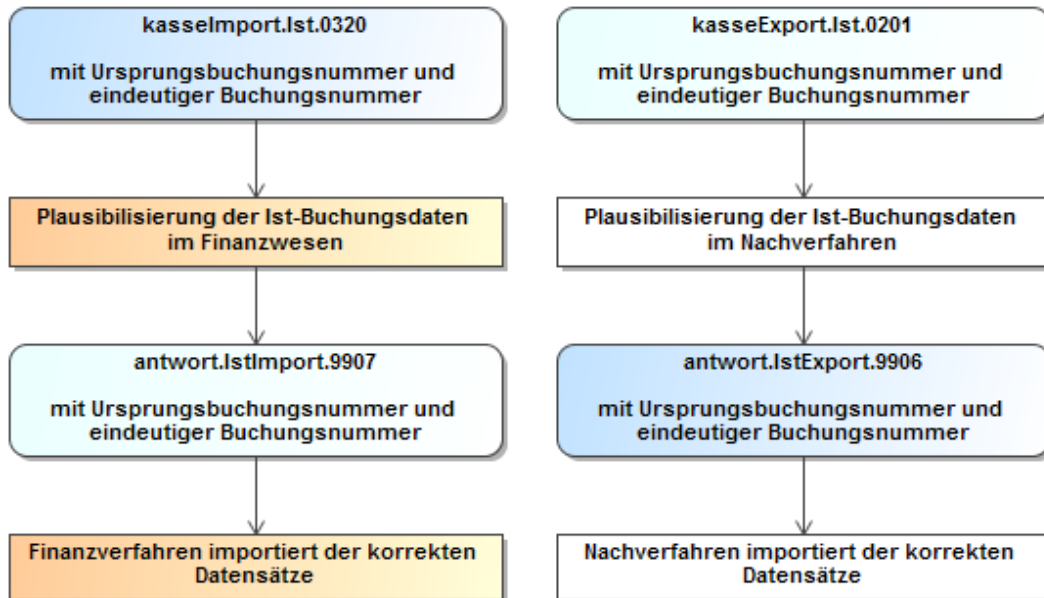 kasseImport.Ist.0320
mit Ursprungsbuchungsnummer und
eindeutiger Buchungsnummer
Plausibilisierung der Ist-Buchungsdaten
im Finanzwesen
antwort.IstImport.9907
mit Ursprungsbuchungsnummer und
eindeutiger Buchungsnummer
Finanzverfahren importiert der korrekten
Datensätze
kasseExport.Ist.0201
mit Ursprungsbuchungsnummer und
eindeutiger Buchungsnummer
Plausibilisierung der Ist-Buchungsdaten
im Nachverfahren
antwort.IstExport.9906
mit Ursprungsbuchungsnummer und
eindeutiger Buchungsnummer
Nachverfahren importiert der korrekten
Datensätze